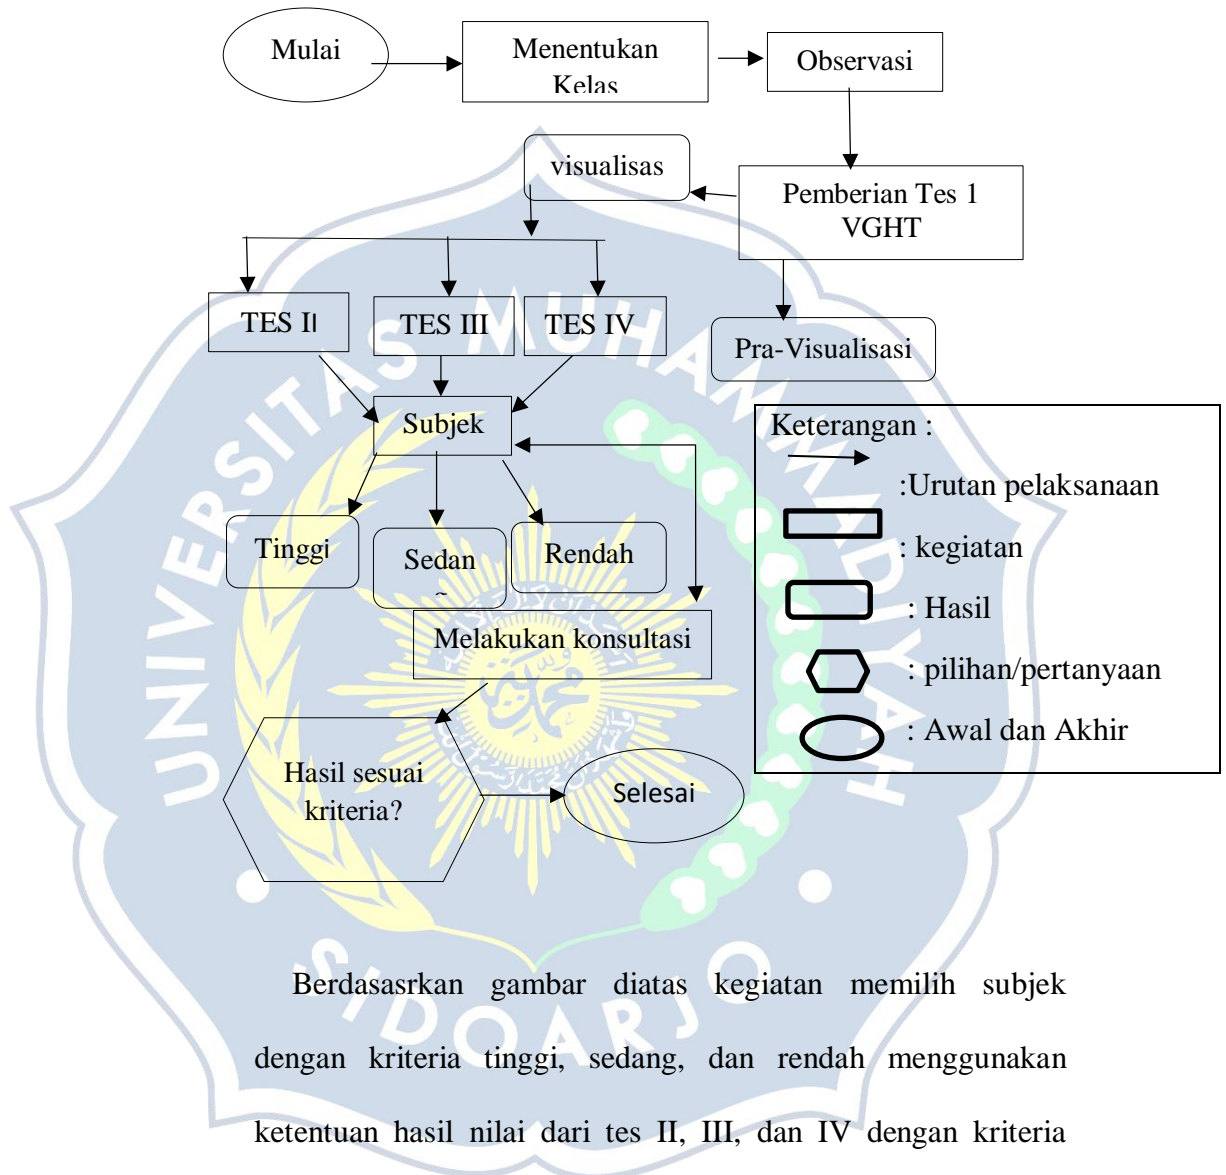 Mulai
Menentukan
Kelas
Observasi
visualisas
Pemberian Tes 1
VGHT
TES II
TES III
TES IV
Pra-Visualisasi
Subjek
Tinggi
Sedan
Rendah
Melakukan konsultasi
Hasil sesuai
kriteria?
Selesai
Keterangan :
:Urutan pelaksanaan
: kegiatan
: Hasil
: pilihan/pertanyaan
: Awal dan Akhir
UNIVERSITAS MUHAMMADIYAH
SIDOARJO
Berdasasrkan gambar diatas kegiatan memilih subjek
dengan kriteria tinggi, sedang, dan rendah menggunakan
ketentuan hasil nilai dari tes II, III, dan IV dengan kriteria